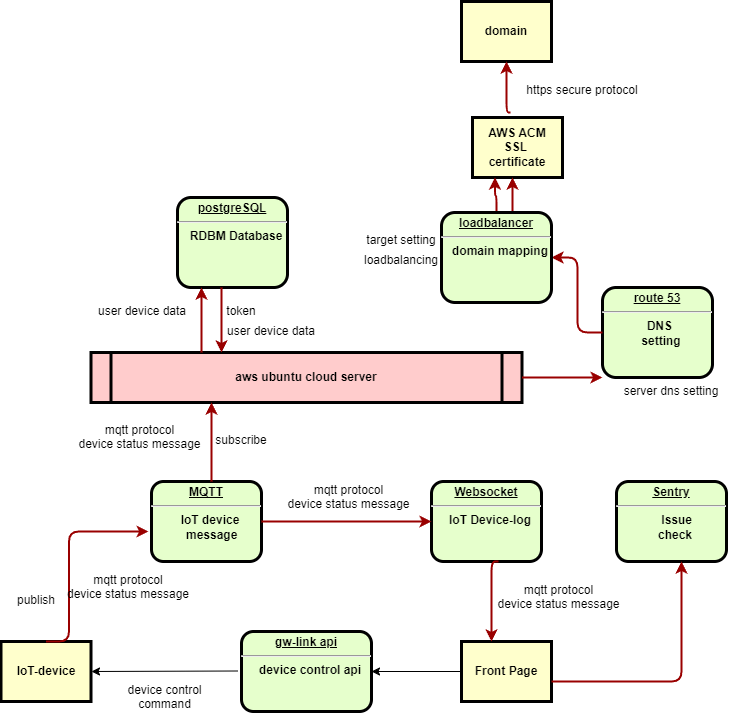 domain
https secure protocol
AWS ACM
SSL
certificate
postgreSQL
RDBM Database
loadbalancer
domain mapping
target setting
loadbalancing
route 53
DNS
setting
user device data
token
user device data
aws ubuntu cloud server
server dns setting
mqtt protocol
device status message
subscribe
MQTT
IoT device
message
mqtt protocol
device status message
Websocket
IoT Device-log
Sentry
Issue
check
publish
mqtt protocol
device status message
mqtt protocol
device status message
IoT-device
gw-link api
device control api
Front Page
device control
command